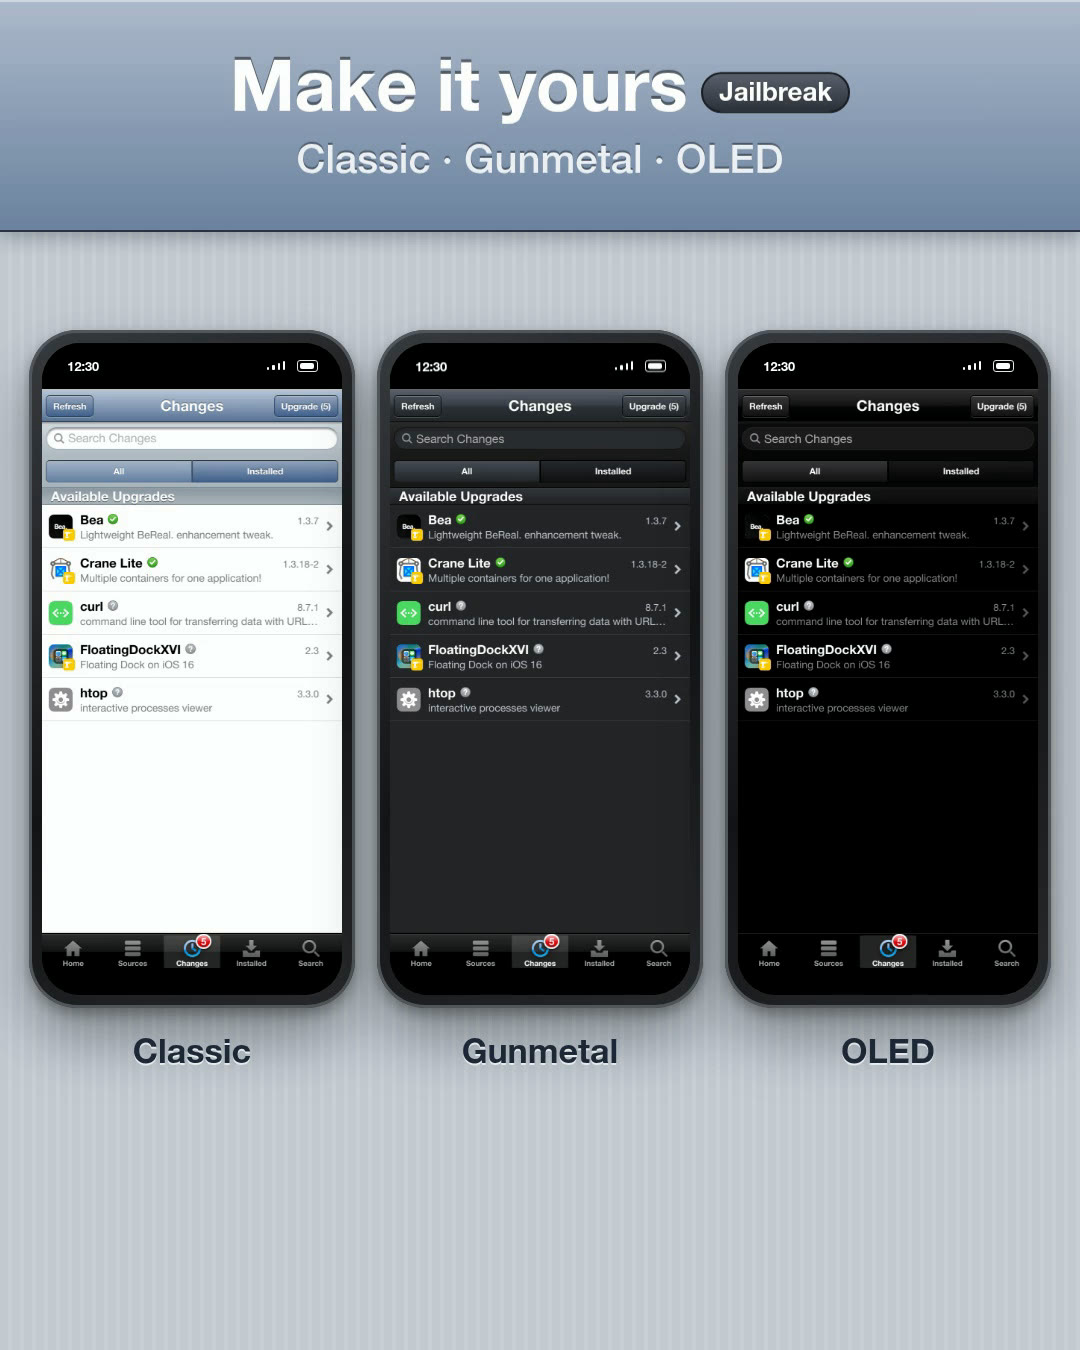 Make it yours Jailbreak
Classic · Gunmetal · OLED
12:30
Refresh Changes Upgrade (5)
Search Changes
All Installed
Available Upgrades
Bea 1.3.7
Lightweight BeReal. enhancement tweak.
Crane Lite 1.3.18-2
Multiple containers for one application!
curl 8.7.1
command line tool for transferring data with URL...
FloatingDockXVI 2.3
Floating Dock on iOS 16
htop 3.3.0
interactive processes viewer
5
Home Sources Changes Installed Search
Classic
12:30
Refresh Changes Upgrade (5)
Search Changes
All Installed
Available Upgrades
Bea 1.3.7
Lightweight BeReal. enhancement tweak.
Crane Lite 1.3.18-2
Multiple containers for one application!
curl 8.7.1
command line tool for transferring data with URL...
FloatingDockXVI 2.3
Floating Dock on iOS 16
htop 3.3.0
interactive processes viewer
5
Home Sources Changes Installed Search
Gunmetal
12:30
Refresh Changes Upgrade (5)
Search Changes
All Installed
Available Upgrades
Bea 1.3.7
Lightweight BeReal. enhancement tweak.
Crane Lite 1.3.18-2
Multiple containers for one application!
curl 8.7.1
command line tool for transferring data with URL...
FloatingDockXVI 2.3
Floating Dock on iOS 16
htop 3.3.0
interactive processes viewer
5
Home Sources Changes Installed Search
OLED